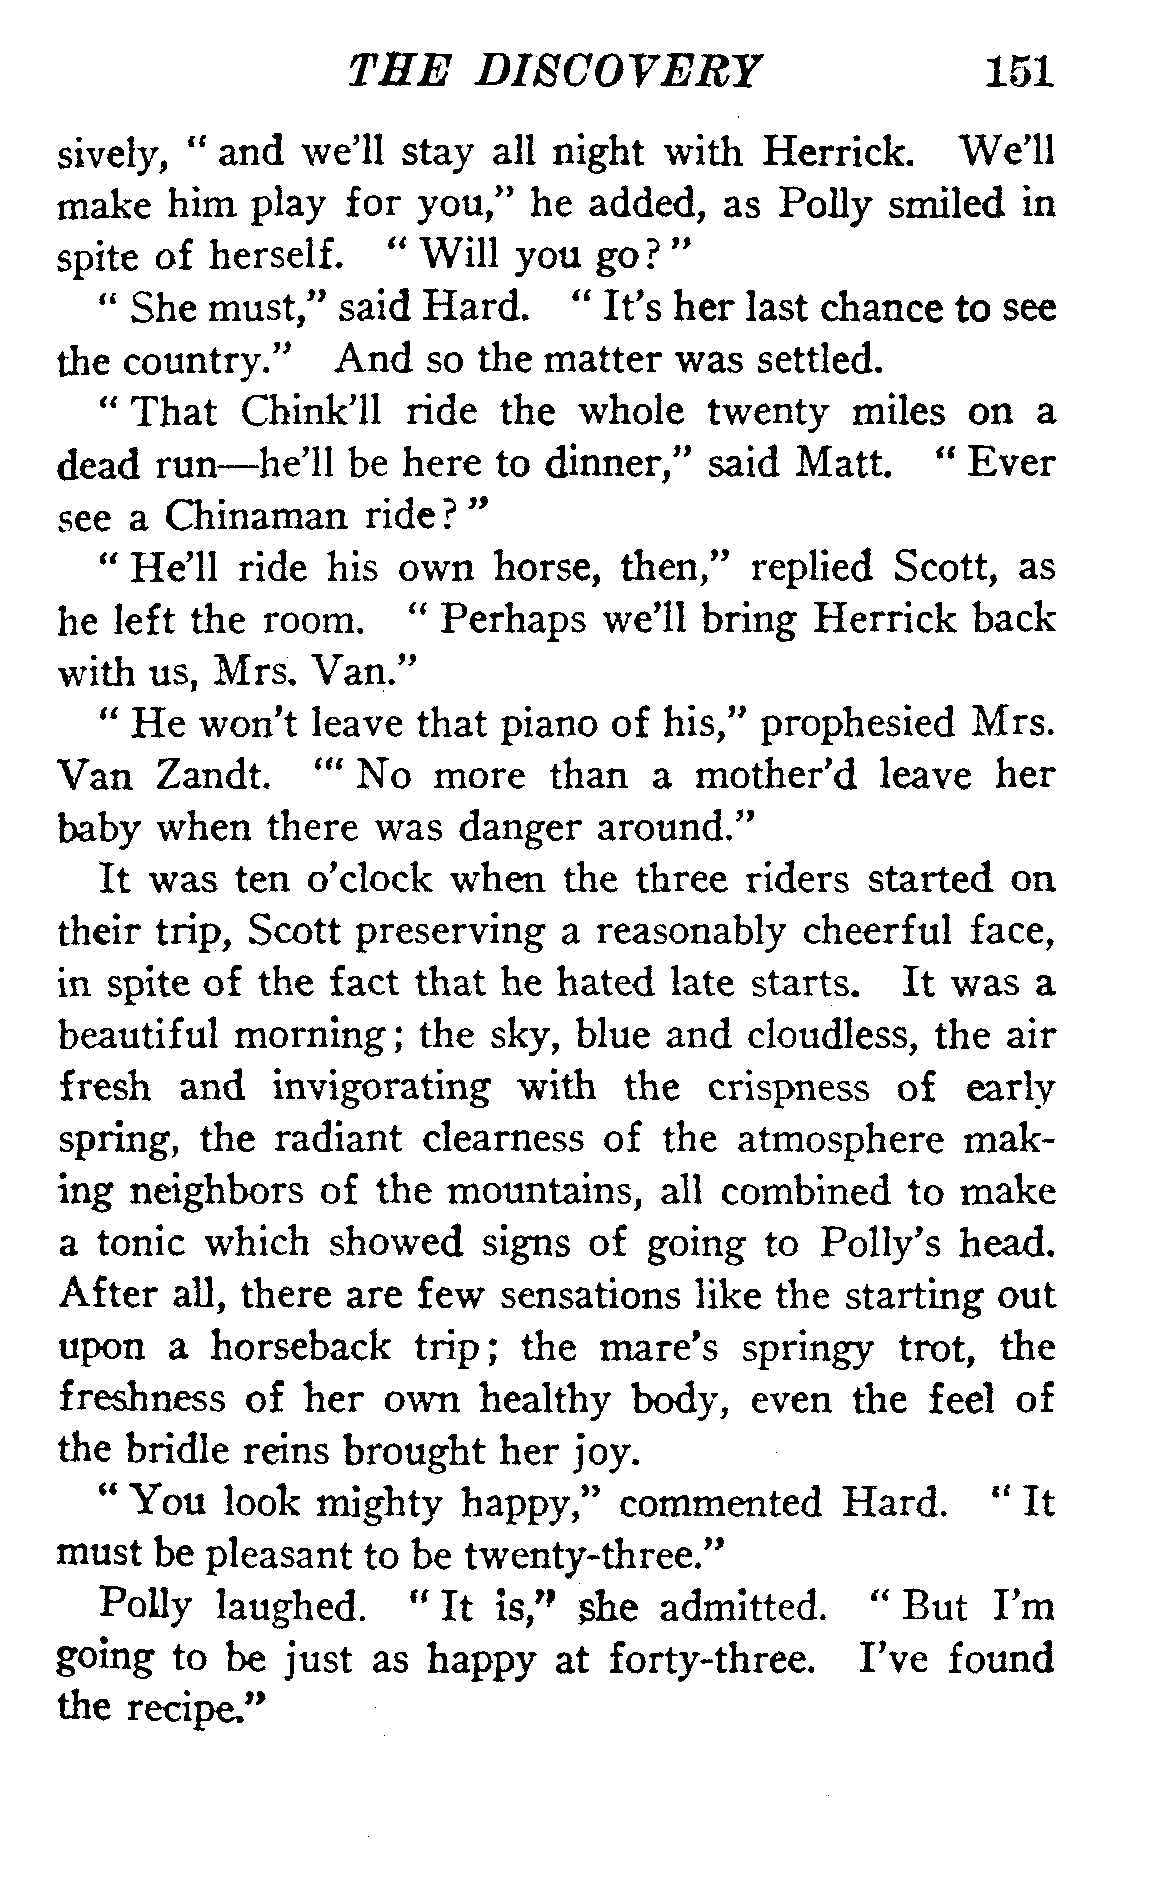 THE DISCOVERY 151
sively, " and we'll stay all night with Herrick. We'll
make him play for you," he added, as Polly smiled in
spite of herself. " Will you go? "
" She must," said Hard. " It's her last chance to see
the country." And so the matter was settled.
" That Chink'll ride the whole twenty miles on a
dead run—he'll be here to dinner," said Matt. " Ever
see a Chinaman ride? "
" He'll ride his own horse, then," replied Scott, as
he left the room. " Perhaps we'll bring Herrick back
with us, Mrs. Van."
" He won't leave that piano of his," prophesied Mrs.
Van Zandt. '" No more than a mother'd leave her
baby when there was danger around."
It was ten o'clock when the three riders started on
their trip, Scott preserving a reasonably cheerful face,
in spite of the fact that he hated late starts. It was a
beautiful morning; the sky, blue and cloudless, the air
fresh and invigorating with the crispness of early
spring, the radiant clearness of the atmosphere mak-
ing neighbors of the mountains, all combined to make
a tonic which showed signs of going to Polly's head.
After all, there are few sensations like the starting out
upon a horseback trip; the mare's springy trot, the
freshness of her own healthy body, even the feel of
the bridle reins brought her joy.
" You look mighty happy," commented Hard. " It
must be pleasant to be twenty-three."
Polly laughed. " It is," she admitted. " But I'm
going to be just as happy at forty-three. I've found
the recipe."